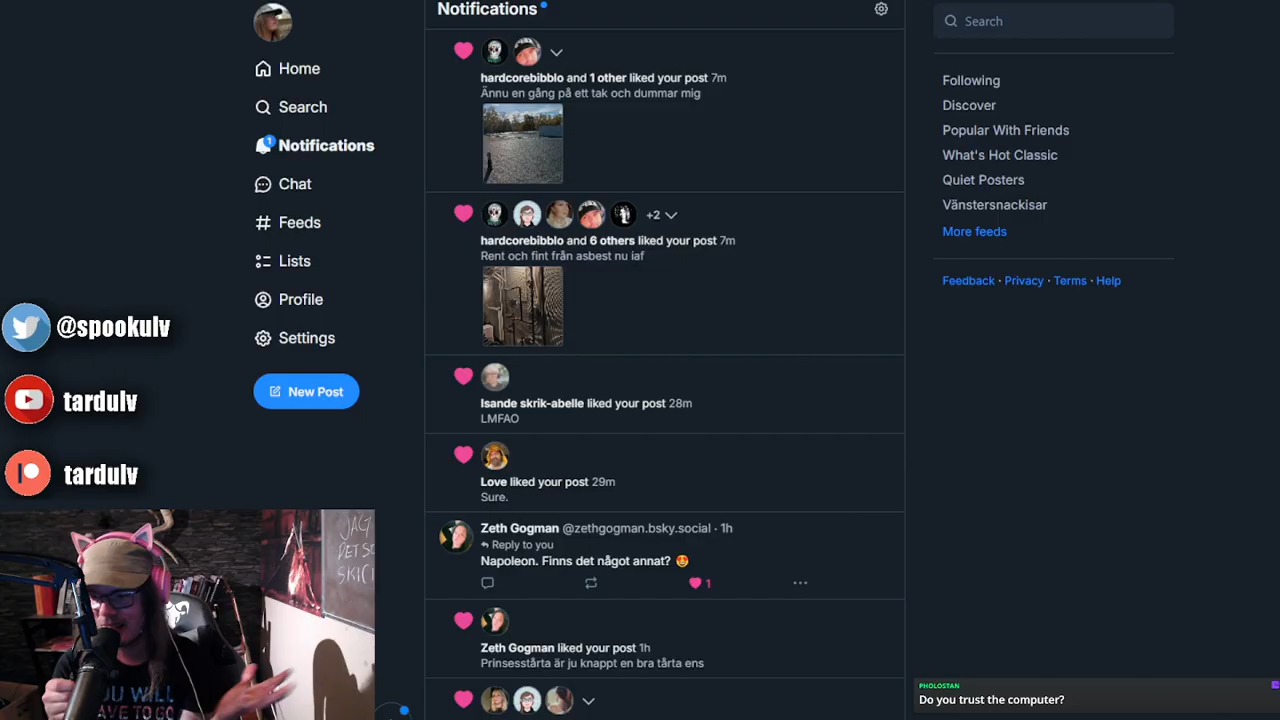 Notifications
hardcorebibblo and 1 other liked your post 7m
Ännu en gång på ett tak och dummar mig
hardcorebibblo and 6 others liked your post 7m
+2
Rent och fint från asbest nu iaf
Isande skrik-abelle liked your post 28m
LMFAO
Love liked your post 29m
Sure.
Zeth Gogman @zethgogman.bsky.social · 1h
Reply to you
Napoleon. Finns det något annat? 😍
1
Zeth Gogman liked your post 1h
Prinsesstårta är ju knappt en bra tårta ens
Home
Search
1
Notifications
Chat
Feeds
Lists
Profile
Settings
New Post
Search
Following
Discover
Popular With Friends
What's Hot Classic
Quiet Posters
Vänstersnackisar
More feeds
Feedback · Privacy · Terms · Help
@spookulv
tardulv
tardulv
JAG
DET SO
YOU WILL
HAVE TO GO
PHOLOSTAN
Do you trust the computer?